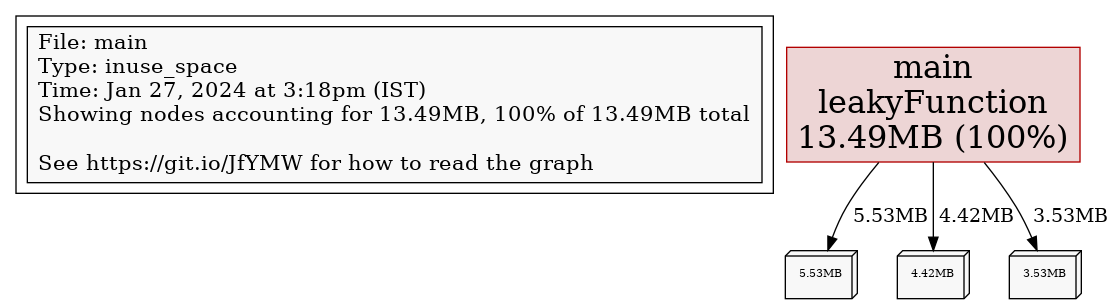 File: main
Type: inuse_space
Time: Jan 27, 2024 at 3:18pm (IST)
Showing nodes accounting for 13.49MB, 100% of 13.49MB total
See https://git.io/JfYMW for how to read the graph
main
leakyFunction
13.49MB (100%)
5.53MB
4.42MB
3.53MB
5.53MB
4.42MB
3.53MB